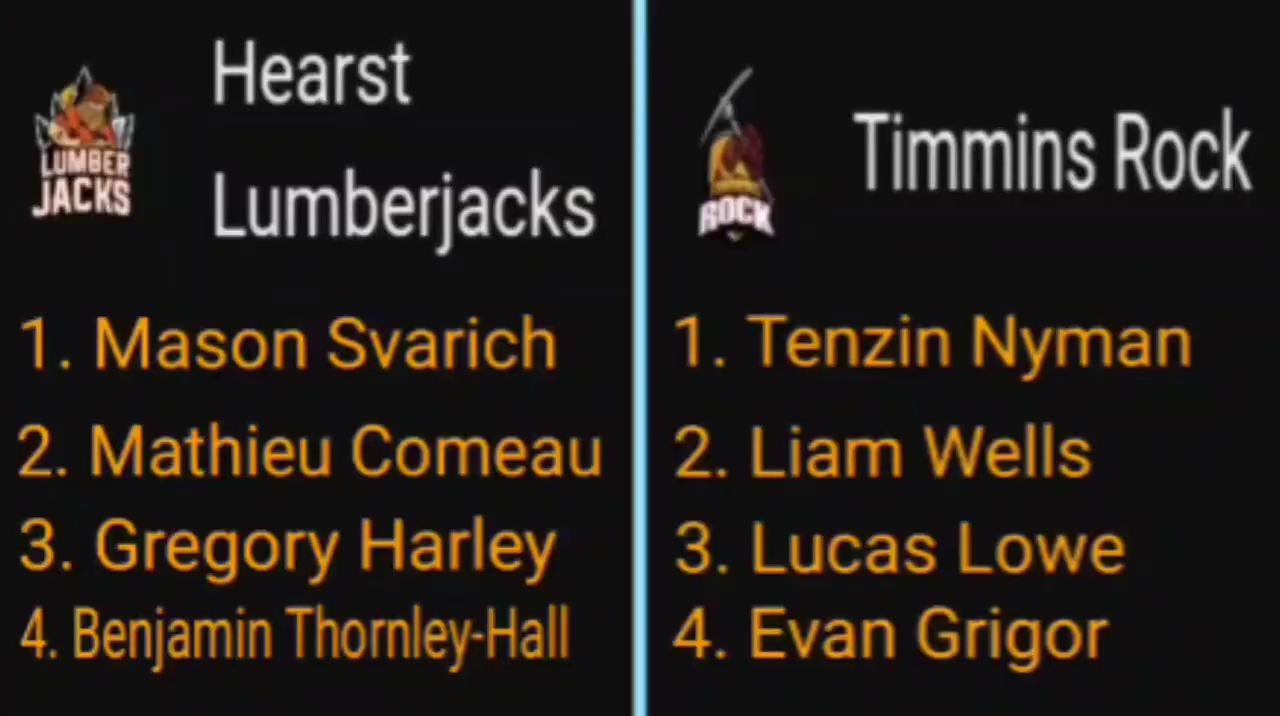 Hearst
Lumberjacks
LUMBER
JACKS
1. Mason Svarich
2. Mathieu Comeau
3. Gregory Harley
4. Benjamin Thornley-Hall
Timmins Rock
ROCK
1. Tenzin Nyman
2. Liam Wells
3. Lucas Lowe
4. Evan Grigor